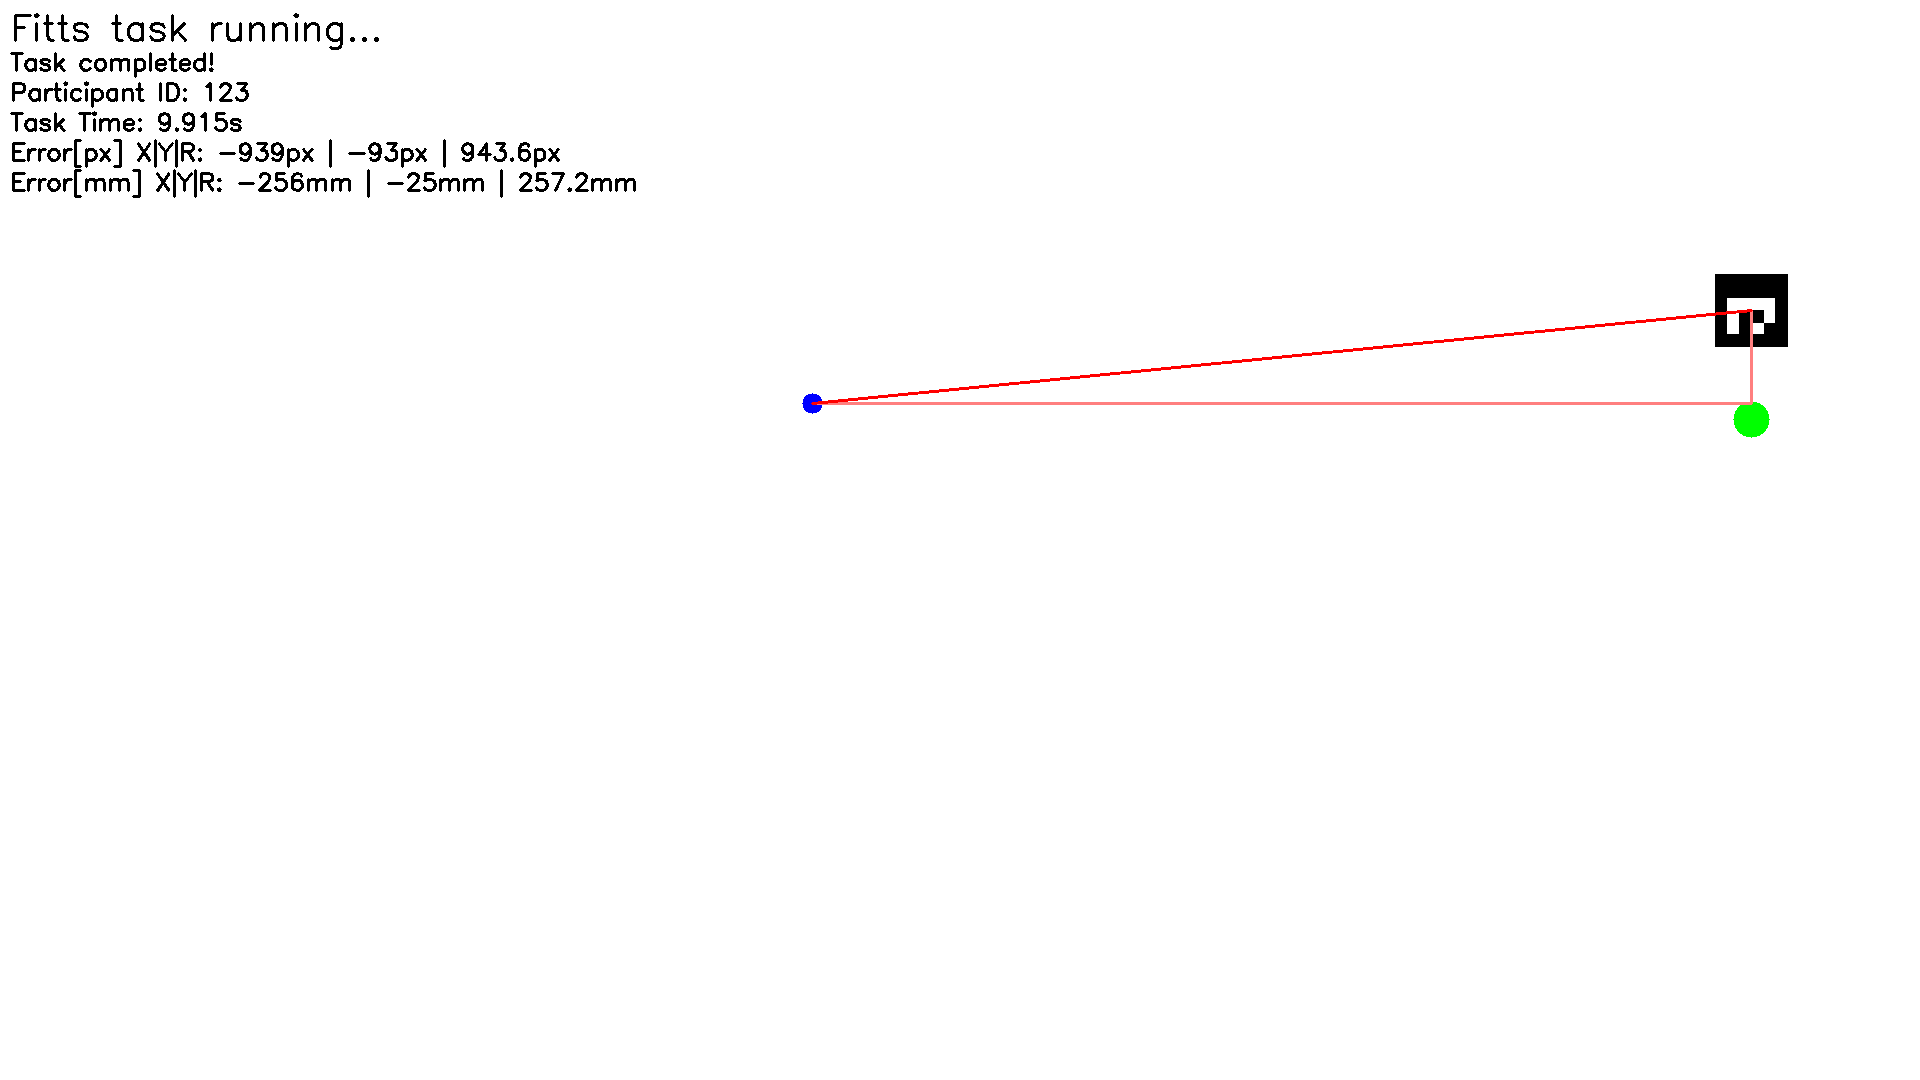 Fitts task running...
Task completed!
Participant ID: 123
Task Time: 9.915s
Error[px] X|Y|R: -939px | -93px | 943.6px
Error[mm] X|Y|R: -256mm | -25mm | 257.2mm